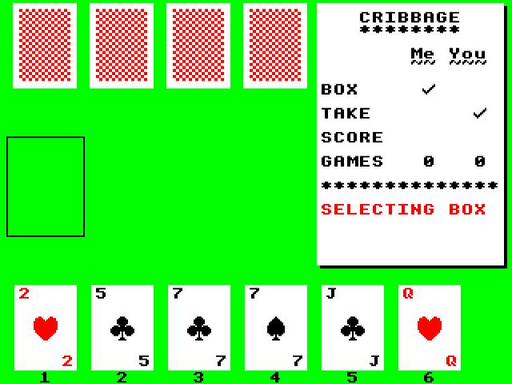 CRIBBAGE
********
Me You
~~ ~~~
BOX ✓
TAKE ✓
SCORE
GAMES 0 0
**************
SELECTING BOX
2 5 7 7 J Q
2 5 7 7 J Q
1 2 3 4 5 6